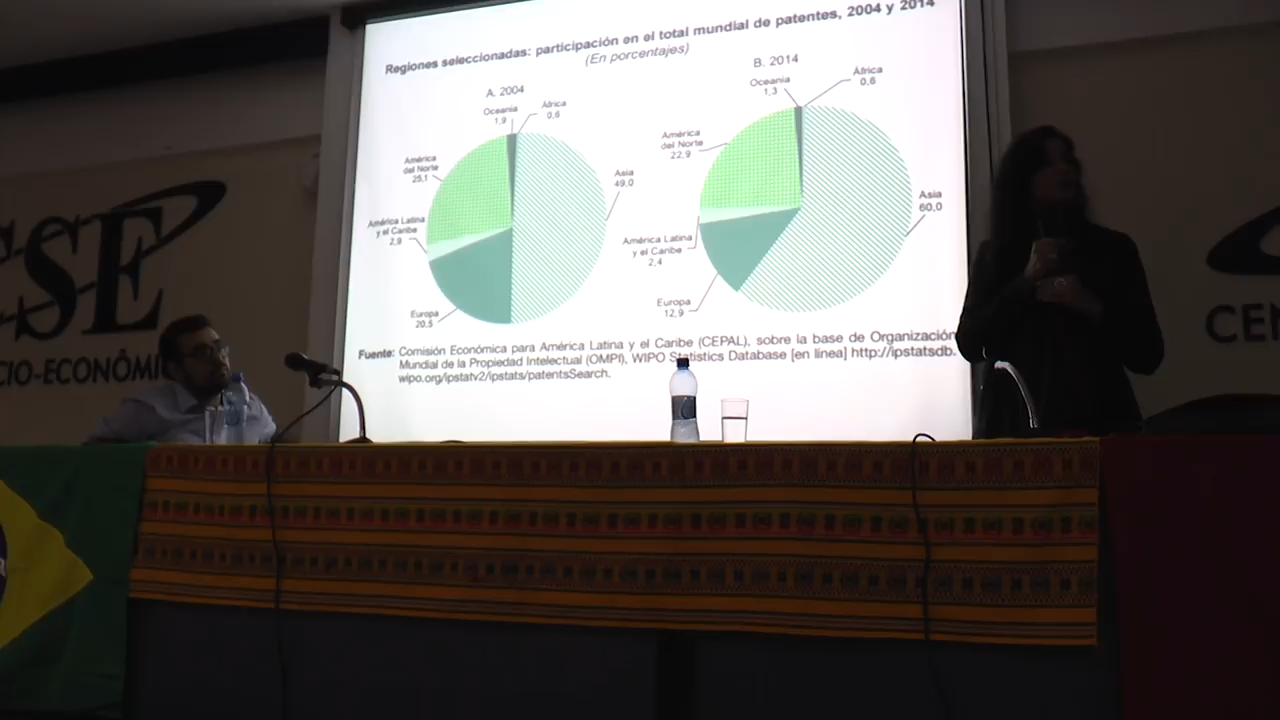 Regiones seleccionadas: participación en el total mundial de patentes, 2004 y 2014
(En porcentajes)
A. 2004
Oceanía
1,9
África
0,6
América
del Norte
25,1
Asia
49,0
América Latina
y el Caribe
2,9
Europa
20,5
B. 2014
Oceanía
1,3
África
0,6
América
del Norte
22,9
Asia
60,0
América Latina
y el Caribe
2,4
Europa
12,9
Fuente: Comisión Económica para América Latina y el Caribe (CEPAL), sobre la base de Organización
Mundial de la Propiedad Intelectual (OMPI), WIPO Statistics Database [en línea] http://ipstatsdb.
wipo.org/ipstatv2/ipstats/patentsSearch.
SE
CIO-ECONÔMI
CEN